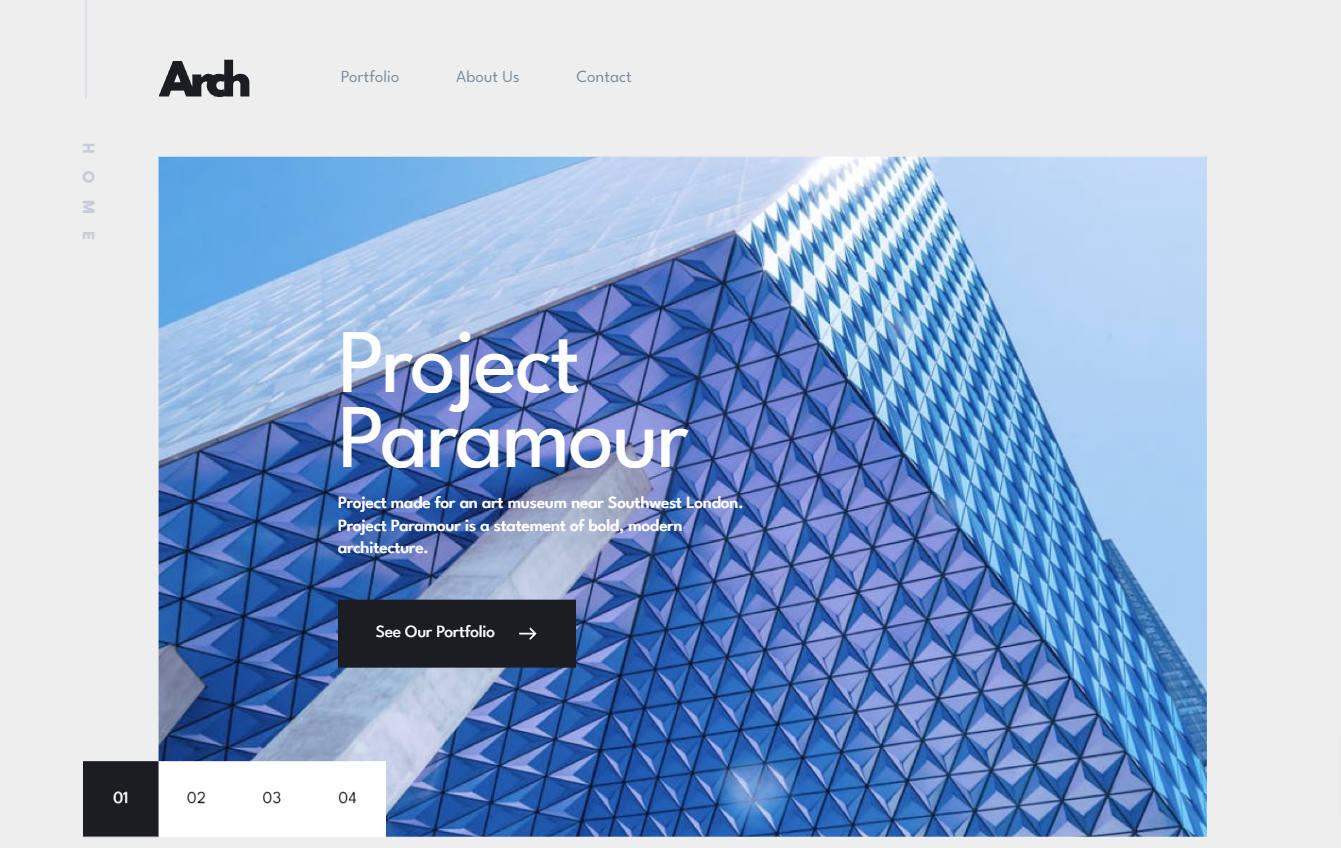 Arch
Portfolio
About Us
Contact
HOME
Project
Paramour
Project made for an art museum near Southwest London.
Project Paramour is a statement of bold, modern
architecture.
See Our Portfolio
01
02
03
04